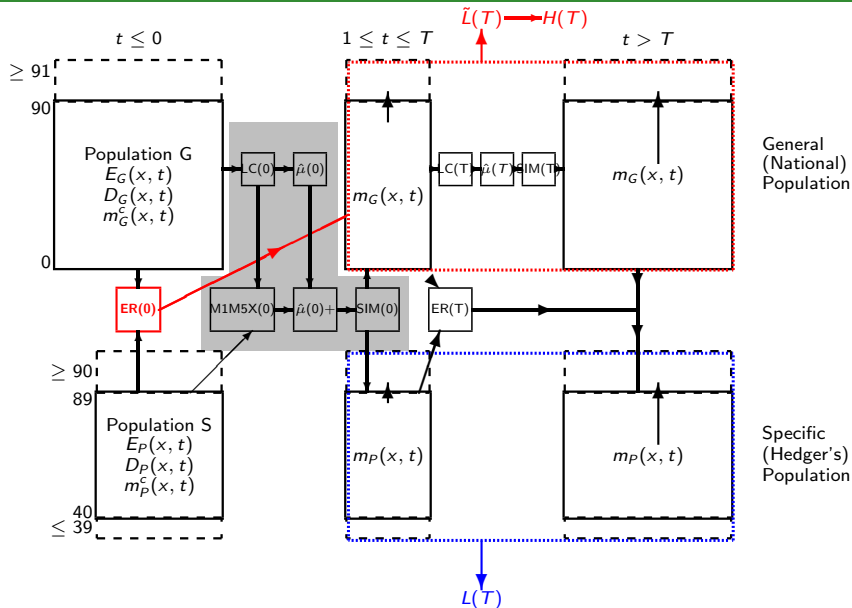 L̃(T) → H(T)
t ≤ 0
1 ≤ t ≤ T
t > T
≥ 91
90
Population G
E_G(x, t)
D_G(x, t)
m_G^c(x, t)
0
LC(0)
μ̂(0)
m_G(x, t)
LC(T)
μ̂(T)
SIM(T)
m_G(x, t)
General
(National)
Population
ER(0)
M1M5X(0)
μ̂(0)+
SIM(0)
ER(T)
≥ 90
89
Population S
E_P(x, t)
D_P(x, t)
m_P^c(x, t)
40
≤ 39
m_P(x, t)
m_P(x, t)
Specific
(Hedger's)
Population
L(T)